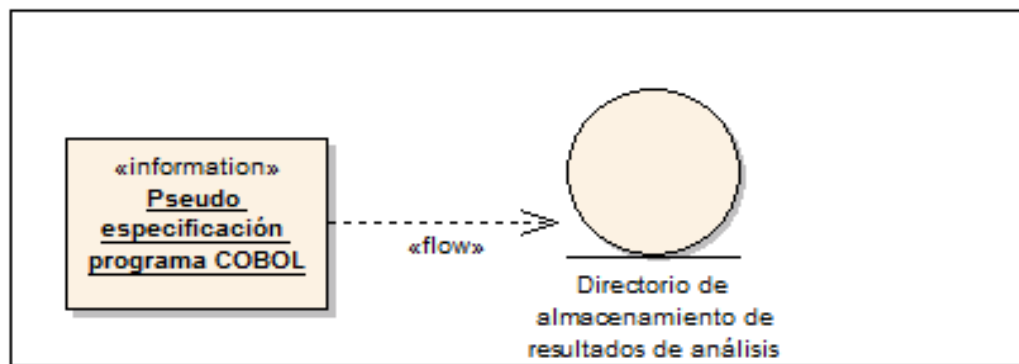 «information»
Pseudo
especificación
programa COBOL
«flow»
Directorio de
almacenamiento de
resultados de análisis